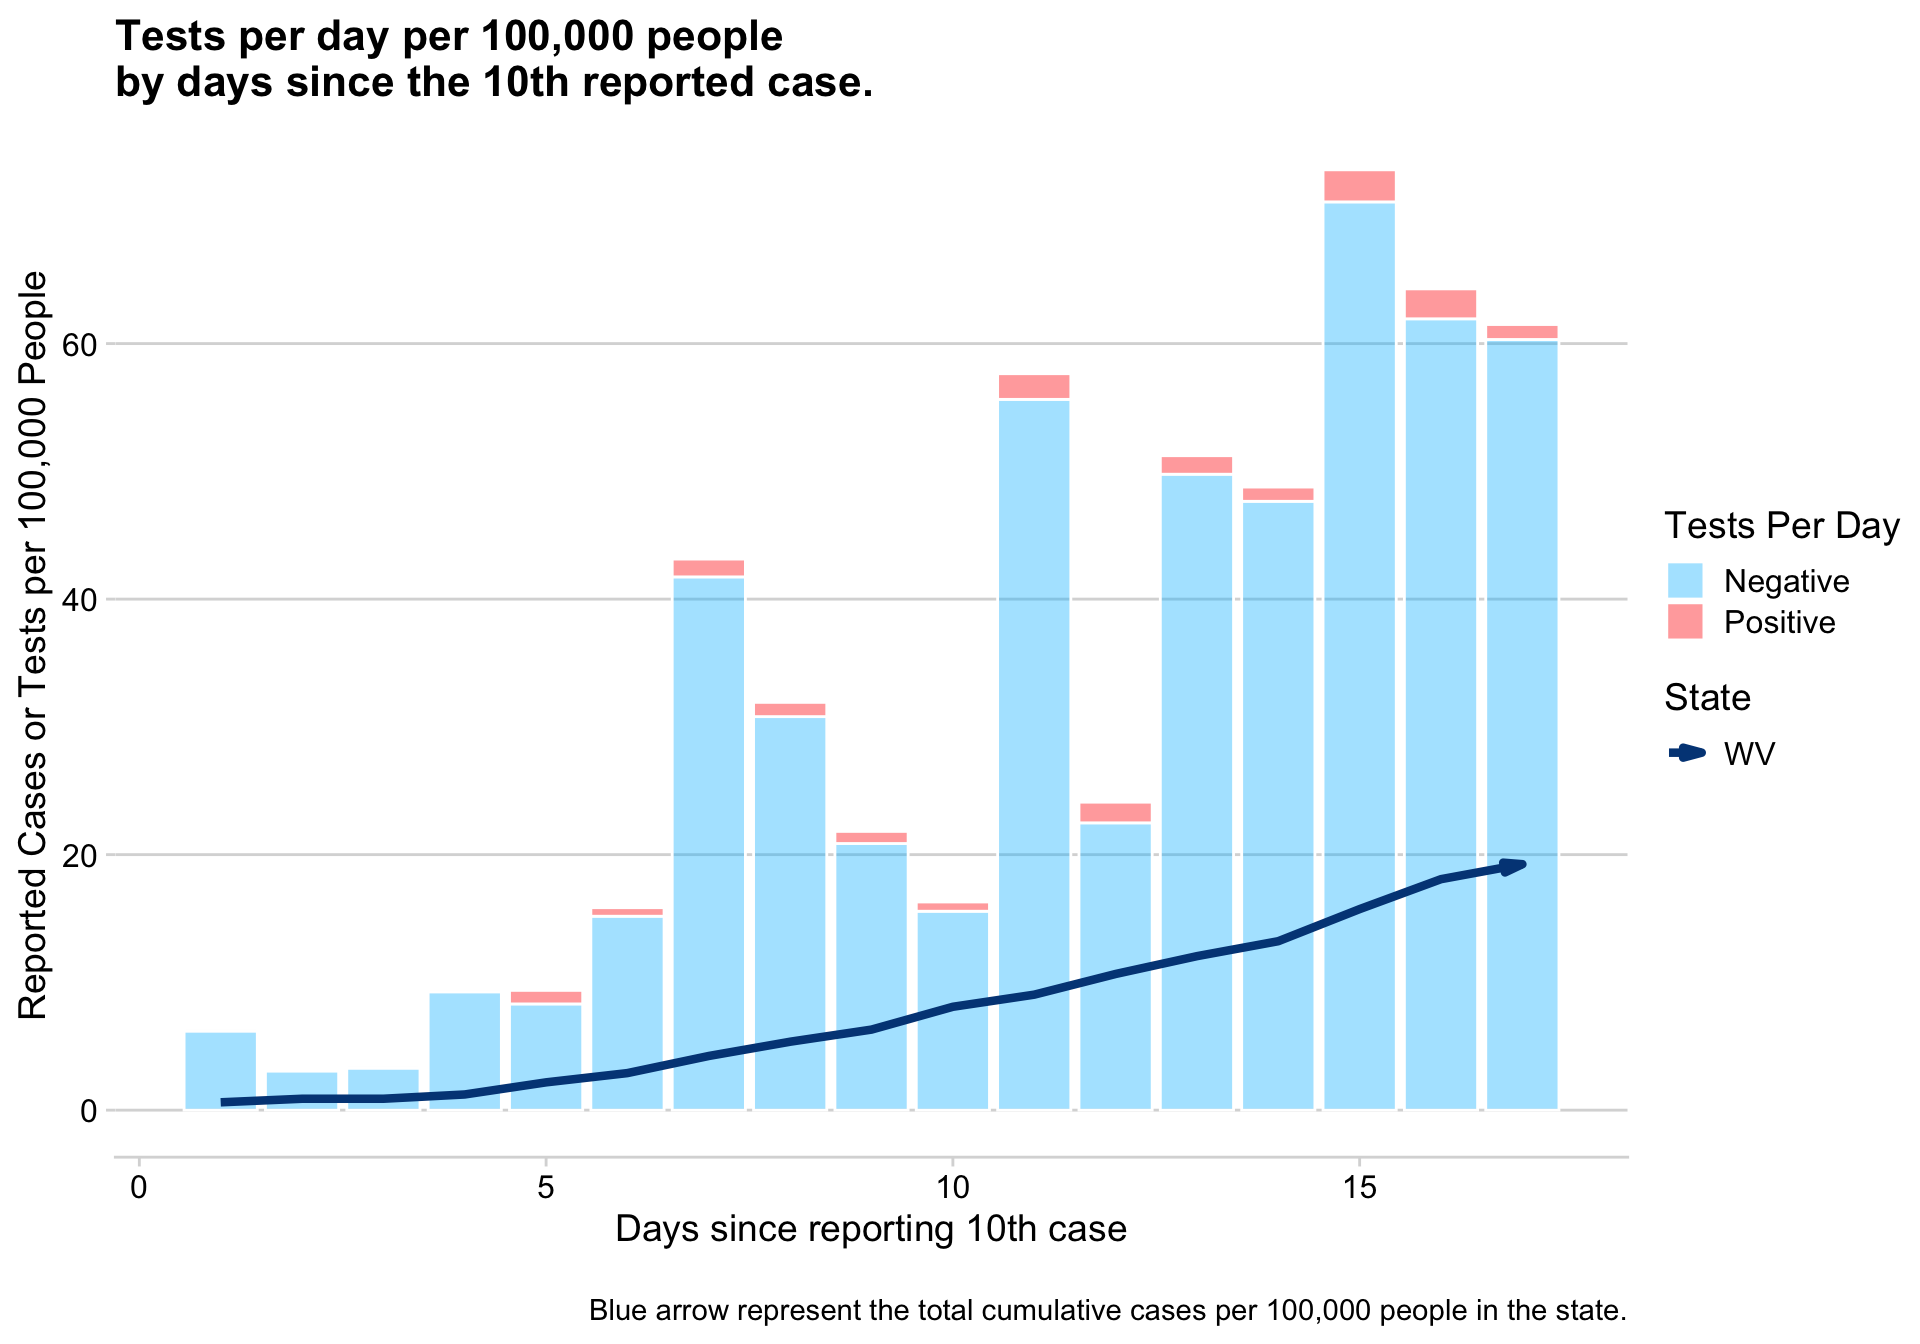 Tests per day per 100,000 people
by days since the 10th reported case.
Reported Cases or Tests per 100,000 People
60
40
20
0
0
5
10
15
Days since reporting 10th case
Tests Per Day
Negative
Positive
State
WV
Blue arrow represent the total cumulative cases per 100,000 people in the state.